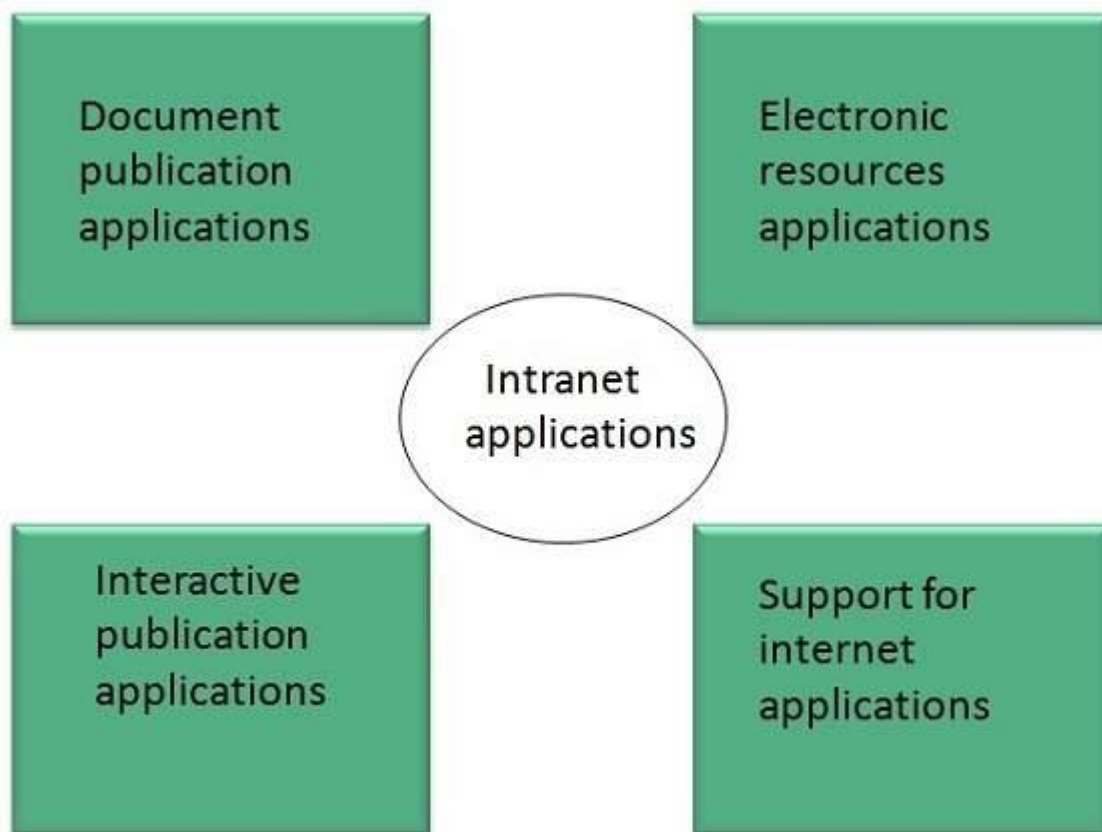 Document
publication
applications
Electronic
resources
applications
Intranet
applications
Interactive
publication
applications
Support for
internet
applications